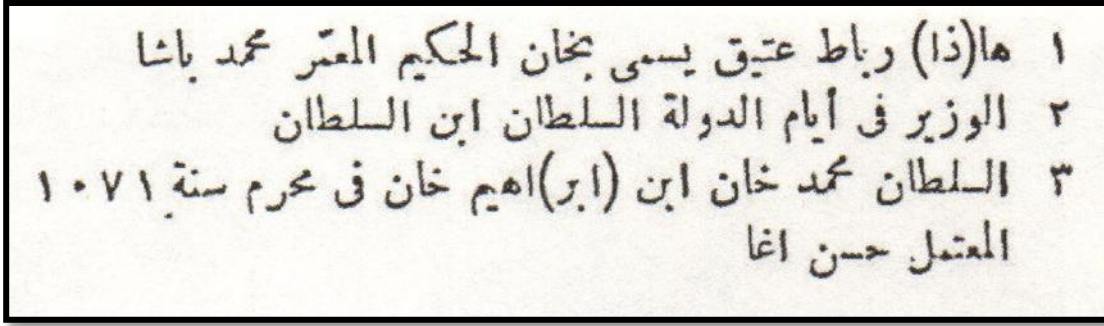 ١ ها(ذا) رباط عتيق يسمى بخان الحكيم المعمّر محمد باشا
٢ الوزير فى أيام الدولة السلطان ابن السلطان
٣ السلطان محمد خان ابن (ابر)اهيم خان فى محرم سنة ١٠٧١
المعتمل حسن اغا